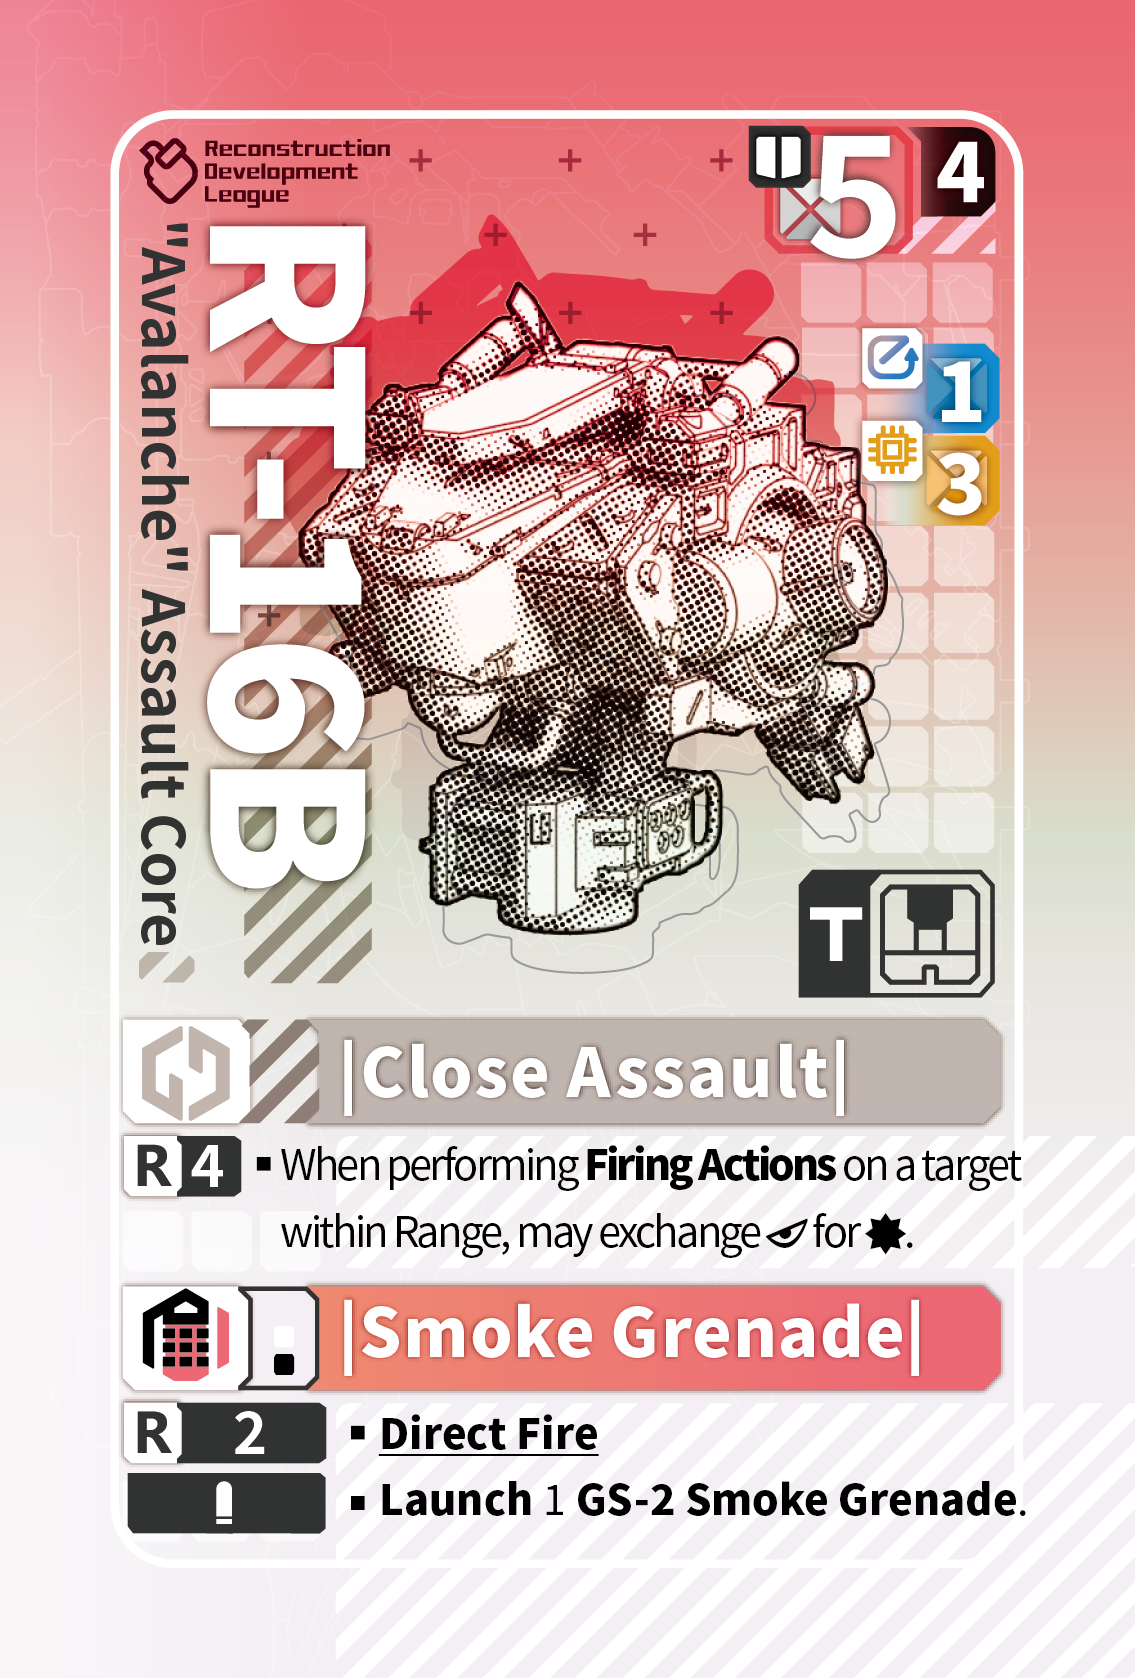 Reconstruction
Development
League
5
4
RT-16B
"Avalanche" Assault Core
1
3
T
|Close Assault|
R 4
▪ When performing Firing Actions on a target
within Range, may exchange for .
|Smoke Grenade|
R 2
▪ Direct Fire
▪ Launch 1 GS-2 Smoke Grenade.